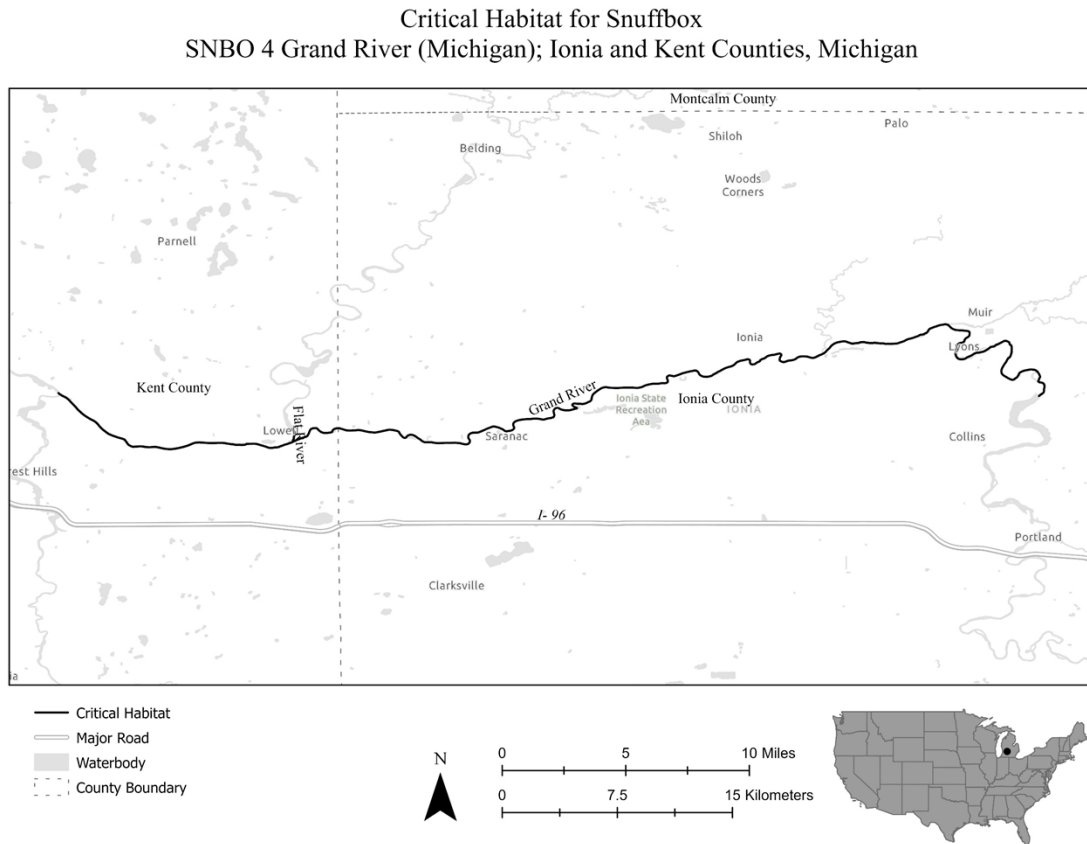 Critical Habitat for Snuffbox
SNBO 4 Grand River (Michigan); Ionia and Kent Counties, Michigan
Montcalm County
Palo
Shiloh
Belding
Woods
Corners
Parnell
Muir
Ionia
Lyons
Kent County
Grand River
Ionia State
Recreation
Aea
Ionia County
IONIA
Flat River
Lowell
Saranac
Collins
rest Hills
I- 96
Portland
Clarksville
ia
Critical Habitat
Major Road
Waterbody
County Boundary
N
0 5 10 Miles
0 7.5 15 Kilometers